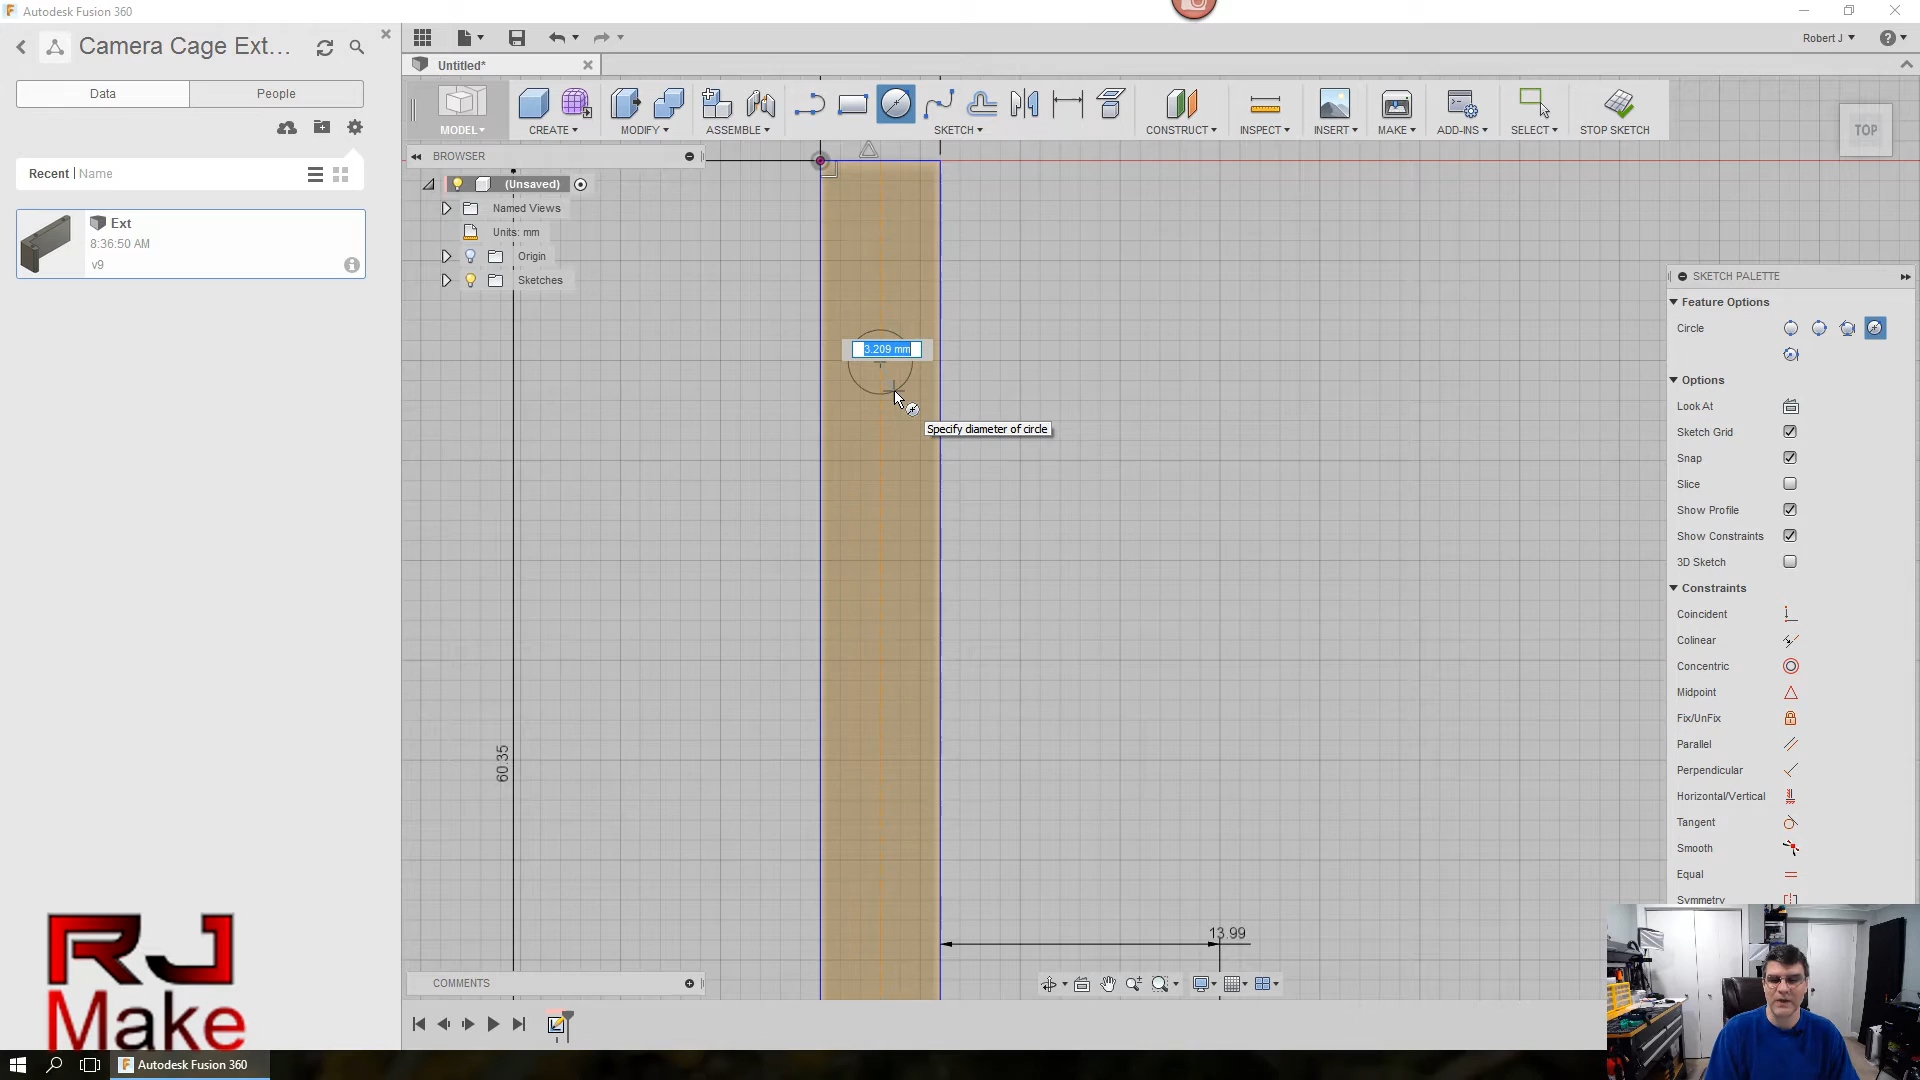 Autodesk Fusion 360
Camera Cage Ext...
Data
People
Recent | Name
Ext
8:36:50 AM
v9
Robert J
Untitled*
MODEL
CREATE
MODIFY
ASSEMBLE
SKETCH
CONSTRUCT
INSPECT
INSERT
MAKE
ADD-INS
SELECT
STOP SKETCH
BROWSER
(Unsaved)
Named Views
Units: mm
Origin
Sketches
TOP
3.209 mm
Specify diameter of circle
60.35
13.99
SKETCH PALETTE
Feature Options
Circle
Options
Look At
Sketch Grid
Snap
Slice
Show Profile
Show Constraints
3D Sketch
Constraints
Coincident
Colinear
Concentric
Midpoint
Fix/UnFix
Parallel
Perpendicular
Horizontal/Vertical
Tangent
Smooth
Equal
Symmetry
COMMENTS
RJ
Make
Autodesk Fusion 360